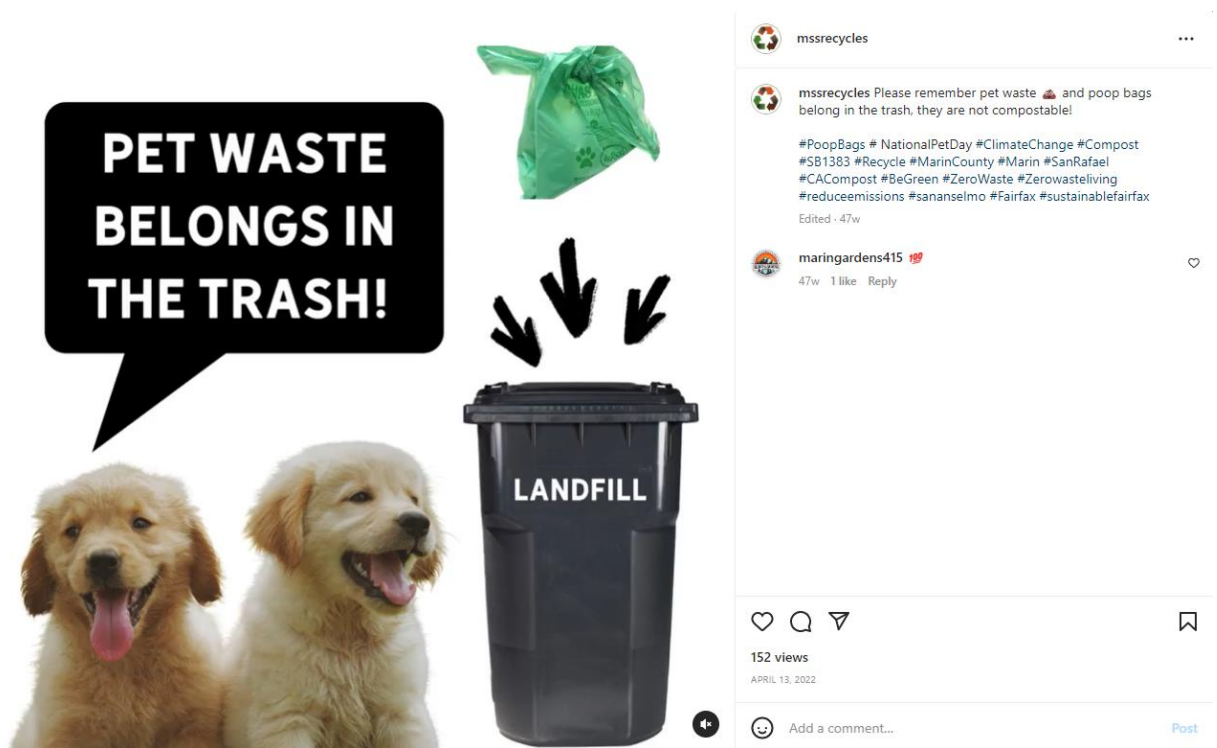 PET WASTE
BELONGS IN
THE TRASH!
LANDFILL
mssrecycles
mssrecycles Please remember pet waste 💩 and poop bags
belong in the trash, they are not compostable!
#PoopBags # NationalPetDay #ClimateChange #Compost
#SB1383 #Recycle #MarinCounty #Marin #SanRafael
#CACompost #BeGreen #ZeroWaste #Zerowasteliving
#reduceemissions #sananselmo #Fairfax #sustainablefairfax
Edited · 47w
maringardens415 💯
47w 1 like Reply
152 views
APRIL 13, 2022
Add a comment...
Post